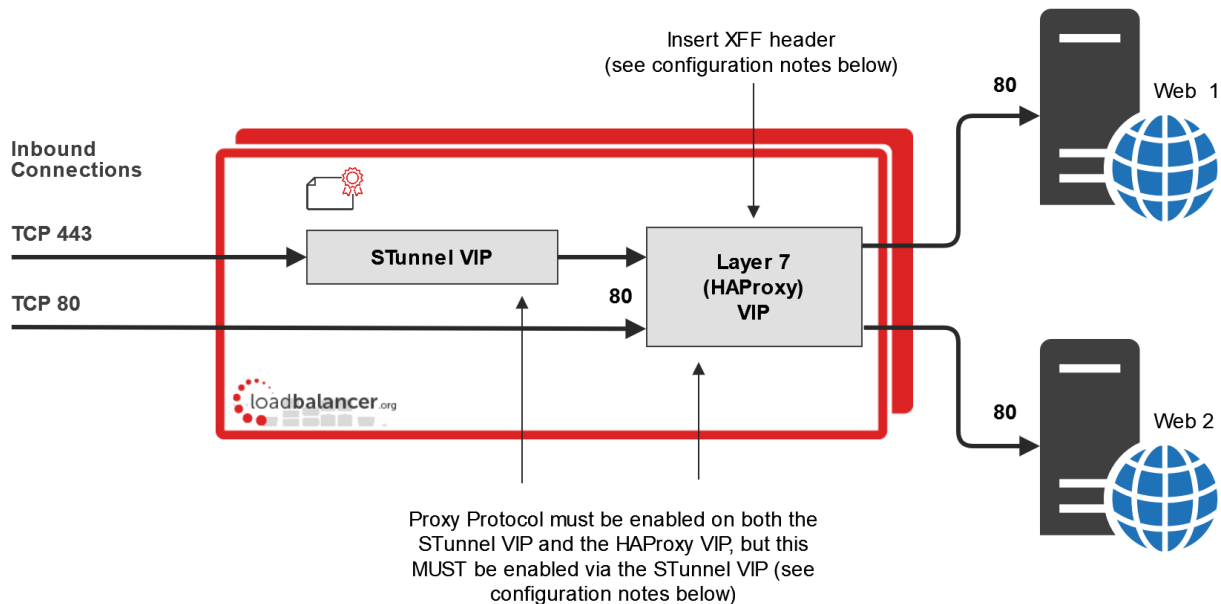 Insert XFF header
(see configuration notes below)
80
Web 1
Inbound
Connections
TCP 443
STunnel VIP
Layer 7
(HAProxy)
VIP
TCP 80
80
loadbalancer.org
80
Web 2
Proxy Protocol must be enabled on both the
STunnel VIP and the HAProxy VIP, but this
MUST be enabled via the STunnel VIP (see
configuration notes below)